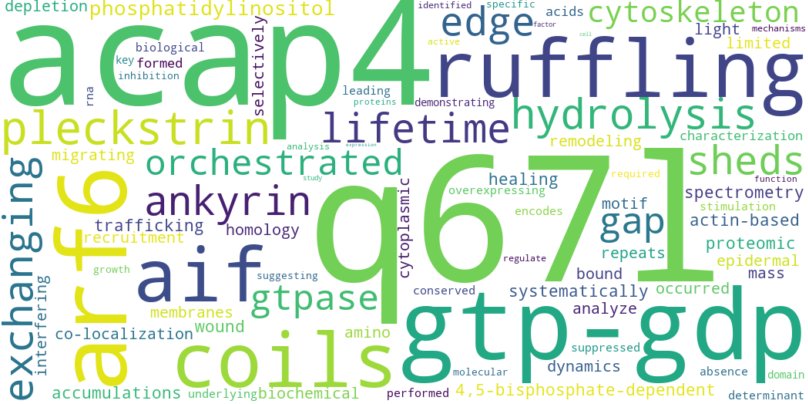 depletion phosphatidylinositol identified specific acids cytoskeleton
acap4 edge factor light mechanisms
biological selectively active cell limited
key formed ruffling
inhibition leading
rna proteins demonstrating hydrolysis
pleckstrin lifetime characterization
analysis expression remodeling
migrating orchestrated healing required sheds
exchanging arf6 study q671 function
ankyrin cytoplasmic overexpressing spectrometry
trafficking homology encodes motif gap stimulation
recruitment actin-based
aif regulate repeats proteomic
growth suggesting bound epidermal
interfering gtpase conserved systematically occurred mass
membranes gtp-gdp analyze
co-localization wound amino
coils suppressed
dynamics absence
molecular domain
accumulations underlying biochemical performed 4,5-bisphosphate-dependent determinant